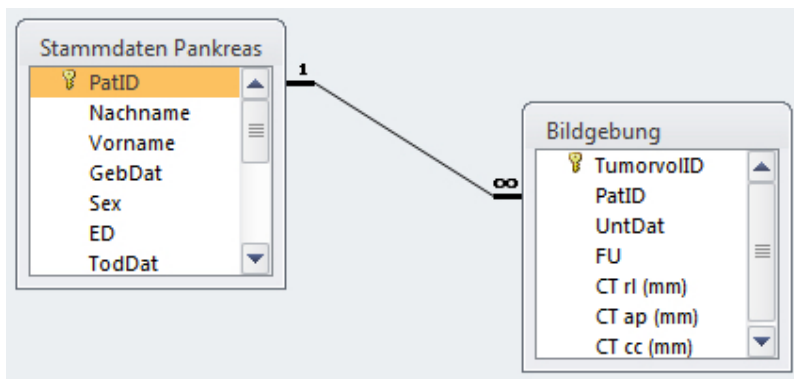 Stammdaten Pankreas
PatID
Nachname
Vorname
GebDat
Sex
ED
TodDat
1
∞
Bildgebung
TumorvolID
PatID
UntDat
FU
CT rl (mm)
CT ap (mm)
CT cc (mm)